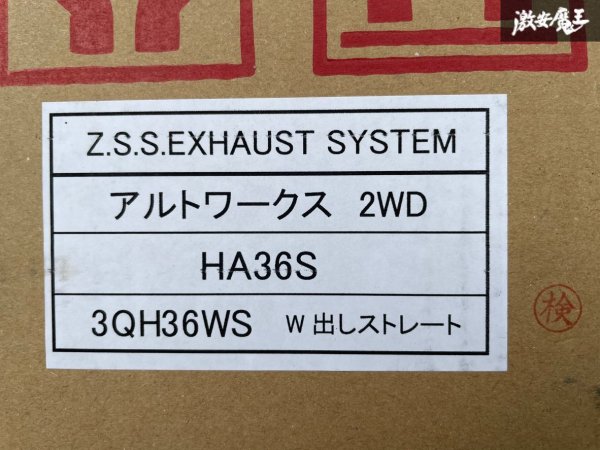 激安魔王
Z.S.S.EXHAUST SYSTEM
アルトワークス 2WD
HA36S
3QH36WS W出しストレート
検